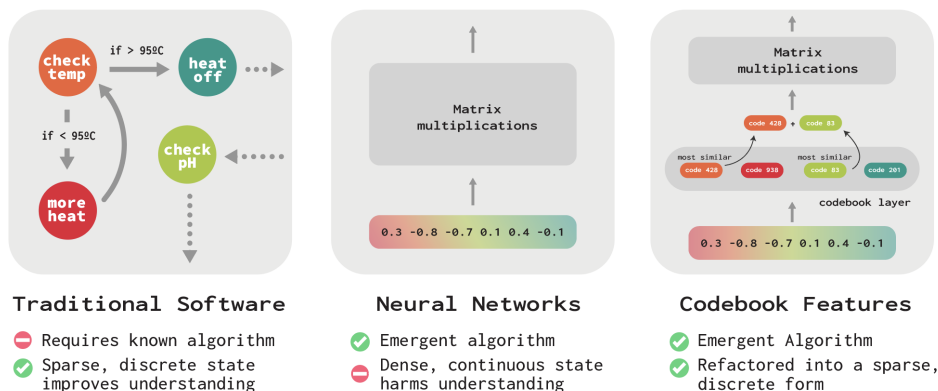 check
temp
if > 95ºC
heat
off
if < 95ºC
check
pH
more
heat
Matrix
multiplications
0.3 -0.8 -0.7 0.1 0.4 -0.1
Matrix
multiplications
code 428 + code 83
most similar most similar
code 428 code 938 code 83 code 201
codebook layer
0.3 -0.8 -0.7 0.1 0.4 -0.1
Traditional Software
Requires known algorithm
Sparse, discrete state
improves understanding
Neural Networks
Emergent algorithm
Dense, continuous state
harms understanding
Codebook Features
Emergent Algorithm
Refactored into a sparse,
discrete form